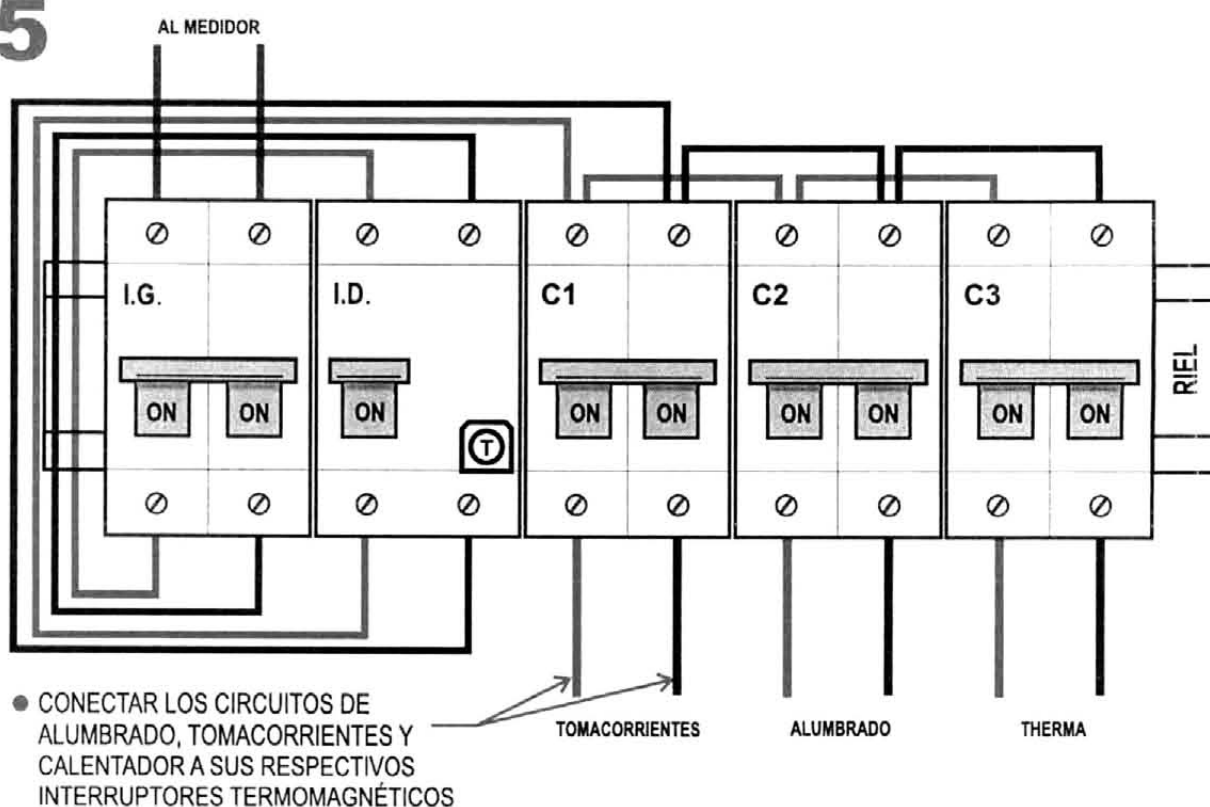 5
AL MEDIDOR
I.G.
I.D.
C1
C2
C3
ON
ON
ON
ON
ON
ON
ON
ON
ON
T
RIEL
● CONECTAR LOS CIRCUITOS DE
ALUMBRADO, TOMACORRIENTES Y
CALENTADOR A SUS RESPECTIVOS
INTERRUPTORES TERMOMAGNÉTICOS
TOMACORRIENTES
ALUMBRADO
THERMA